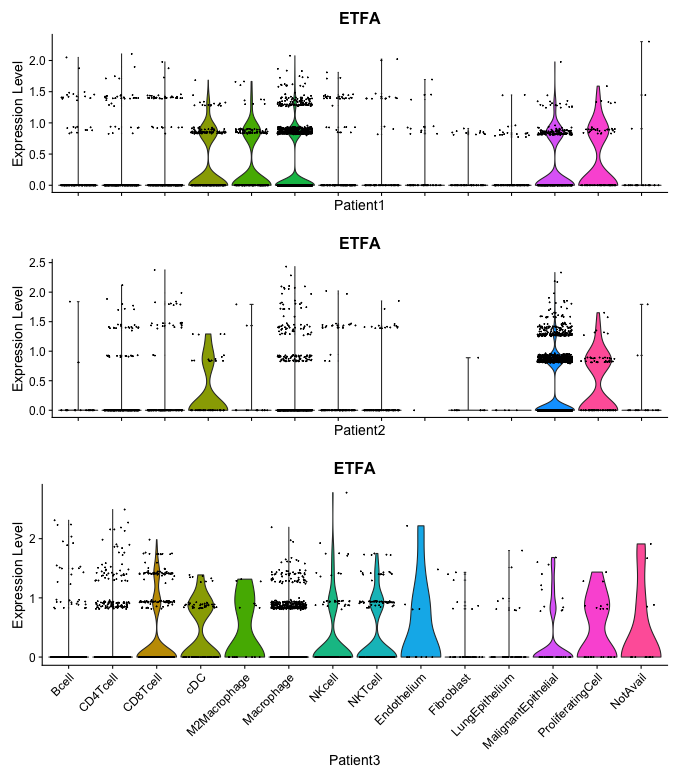 ETFA
Expression Level
2.0
1.5
1.0
0.5
0.0
Patient1
ETFA
Expression Level
2.5
2.0
1.5
1.0
0.5
0.0
Patient2
ETFA
Expression Level
2
1
0
Bcell
CD4Tcell
CD8Tcell
cDC
M2Macrophage
Macrophage
NKcell
NKTcell
Endothelium
Fibroblast
LungEpithelium
MalignantEpithelial
ProliferatingCell
NotAvail
Patient3